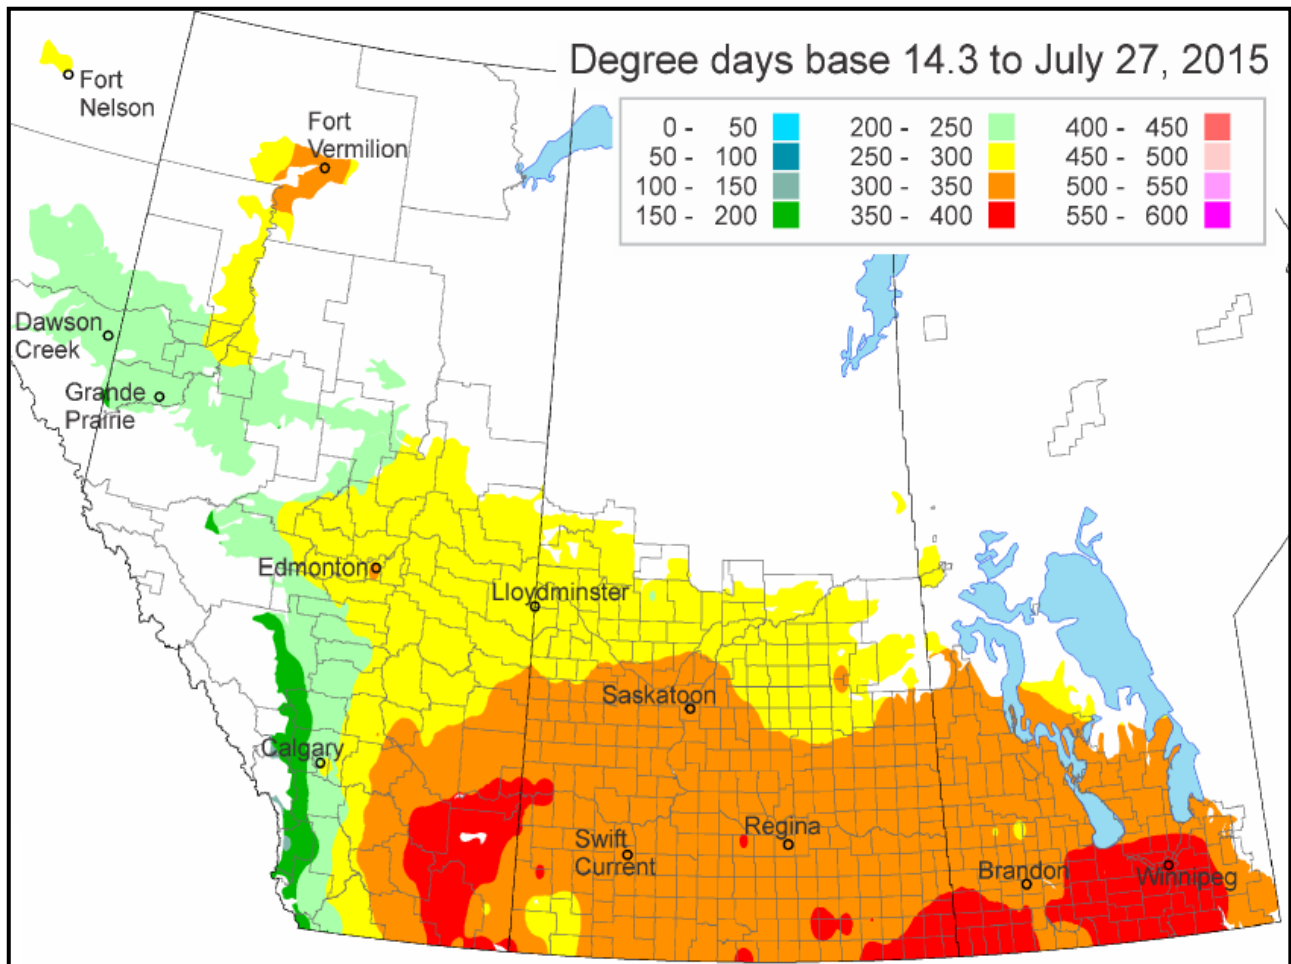 Degree days base 14.3 to July 27, 2015
0 - 50
200 - 250
400 - 450
50 - 100
250 - 300
450 - 500
100 - 150
300 - 350
500 - 550
150 - 200
350 - 400
550 - 600
Fort
Nelson
Fort
Vermilion
Dawson
Creek
Grande
Prairie
Edmonton
Lloydminster
Saskatoon
Calgary
Swift
Current
Regina
Brandon
Winnipeg